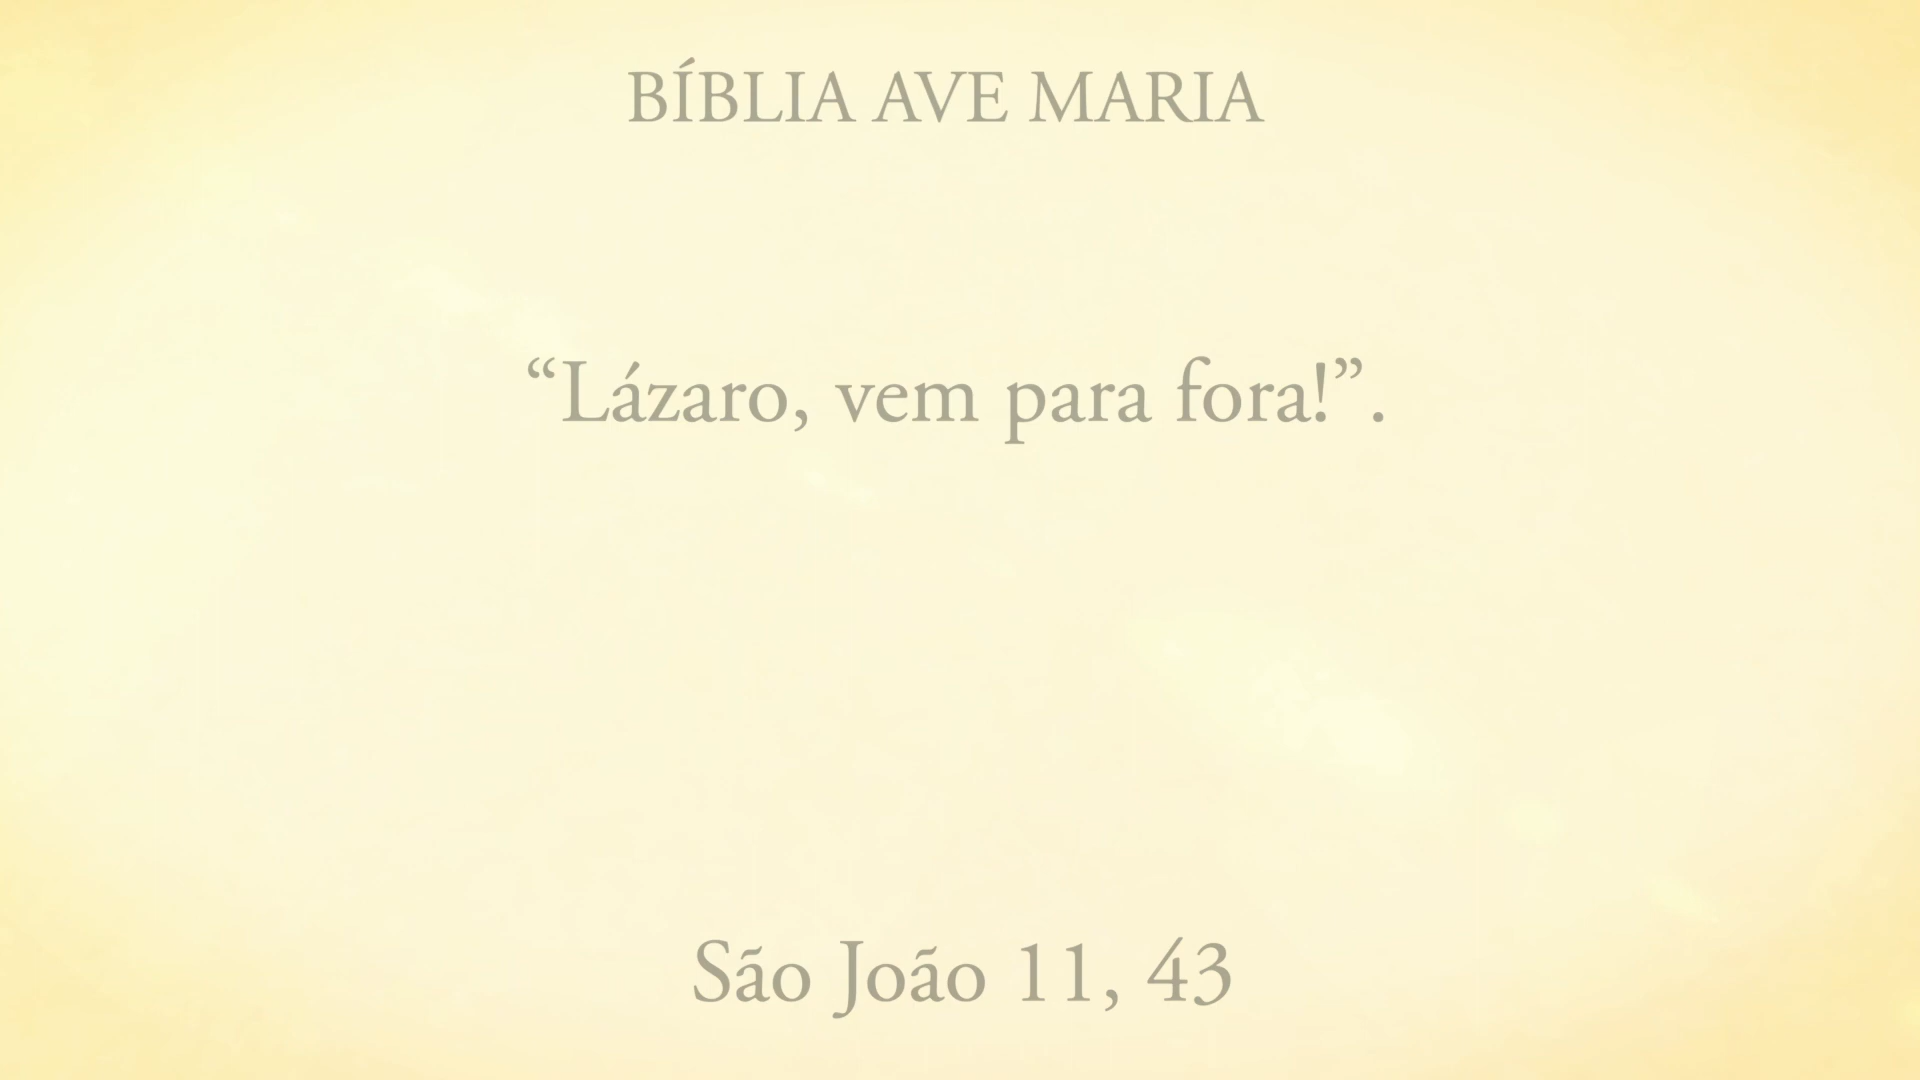 BÍBLIA AVE MARIA
“Lázaro, vem para fora!”.
São João 11, 43